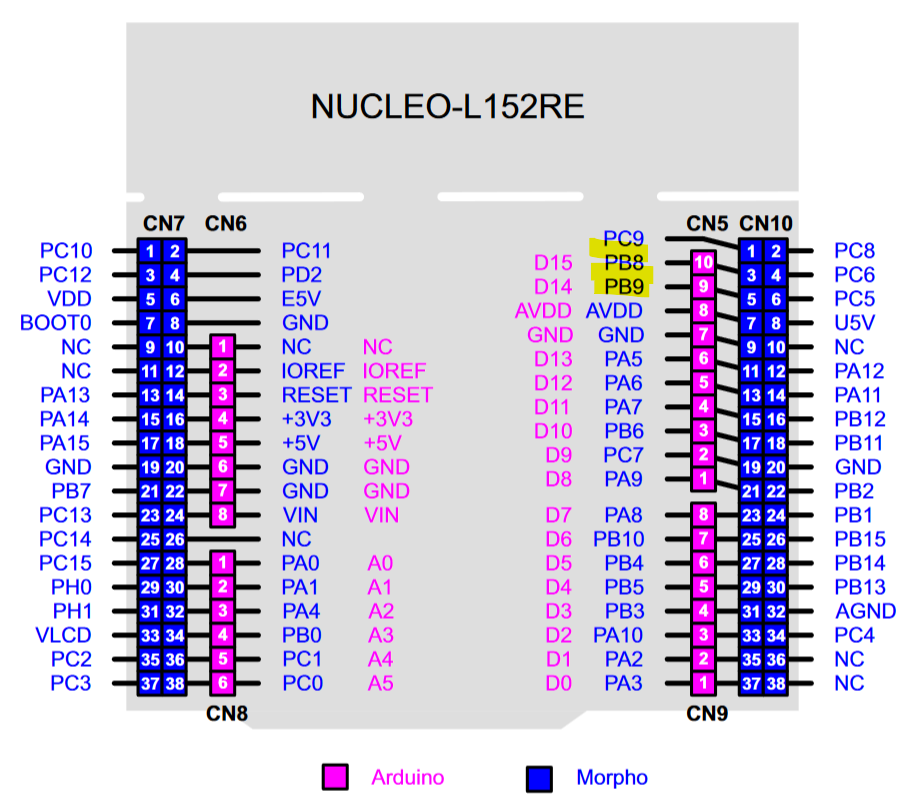 NUCLEO-L152RE
CN7 CN6 CN5 CN10
PC9
PC10 1 2 PC11 1 2 PC8
D15 PB8 10
PC12 3 4 PD2 3 4 PC6
D14 PB9 9
VDD 5 6 E5V 5 6 PC5
AVDD AVDD 8
BOOT0 7 8 GND 7 8 U5V
GND GND 7
NC 9 10 1 NC NC 9 10 NC
D13 PA5 6
NC 11 12 2 IOREF IOREF 11 12 PA12
D12 PA6 5
PA13 13 14 3 RESET RESET 13 14 PA11
D11 PA7 4
PA14 15 16 4 +3V3 +3V3 15 16 PB12
D10 PB6 3
PA15 17 18 5 +5V +5V 17 18 PB11
D9 PC7 2
GND 19 20 6 GND GND 19 20 GND
D8 PA9 1
PB7 21 22 7 GND GND 21 22 PB2
PC13 23 24 8 VIN VIN D7 PA8 8 23 24 PB1
PC14 25 26 NC D6 PB10 7 25 26 PB15
PC15 27 28 1 PA0 A0 D5 PB4 6 27 28 PB14
PH0 29 30 2 PA1 A1 D4 PB5 5 29 30 PB13
PH1 31 32 3 PA4 A2 D3 PB3 4 31 32 AGND
VLCD 33 34 4 PB0 A3 D2 PA10 3 33 34 PC4
PC2 35 36 5 PC1 A4 D1 PA2 2 35 36 NC
PC3 37 38 6 PC0 A5 D0 PA3 1 37 38 NC
CN8 CN9
Arduino Morpho